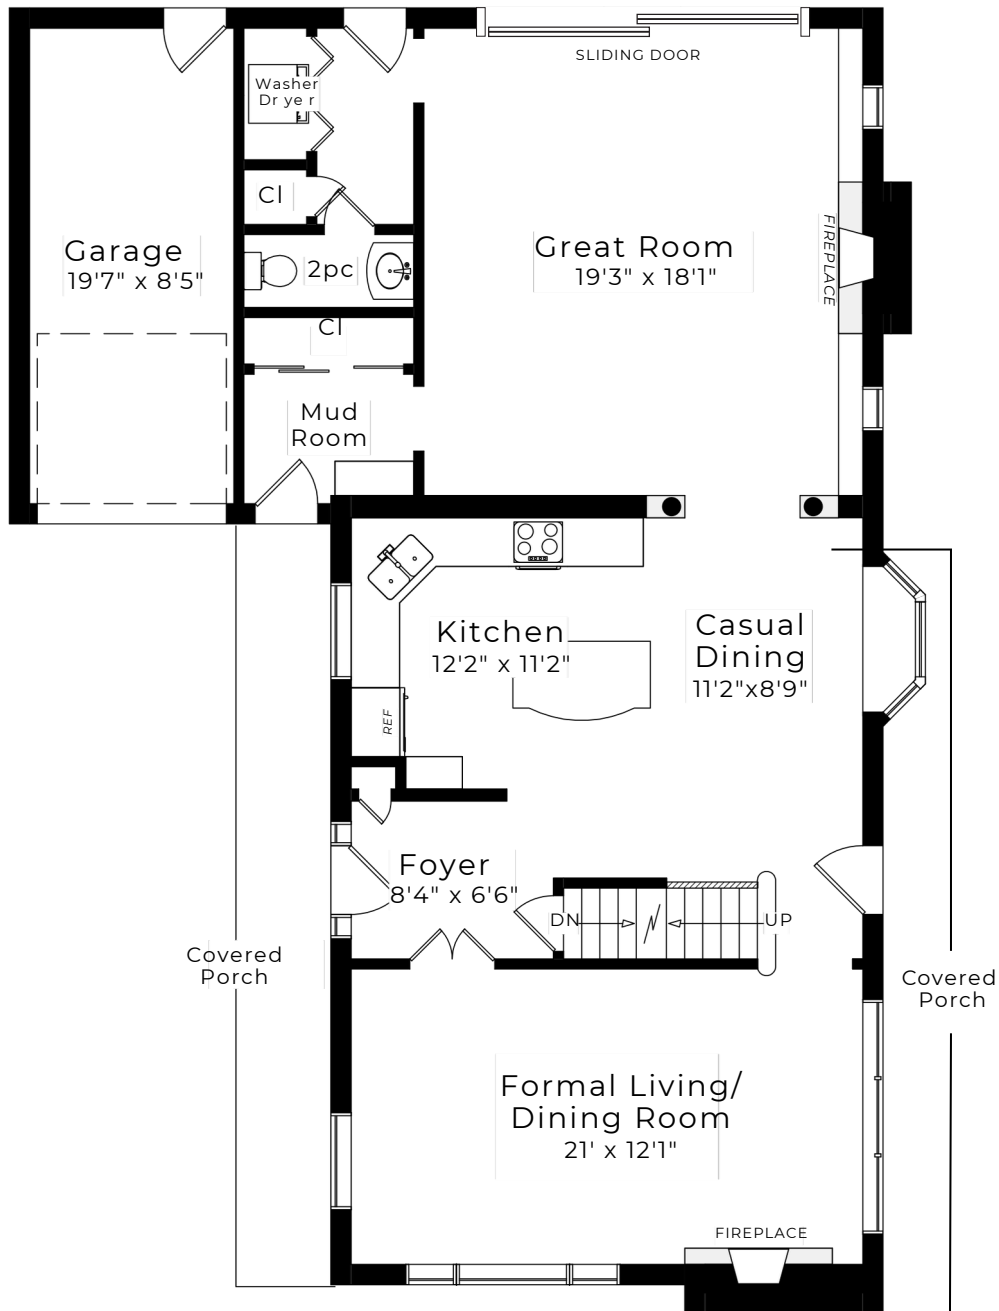 SLIDING DOOR
Washer
Dryer
Cl
Garage
19'7" x 8'5"
2pc
Great Room
19'3" x 18'1"
FIREPLACE
Cl
Mud
Room
Kitchen
12'2" x 11'2"
Casual
Dining
11'2"x8'9"
REF
Foyer
8'4" x 6'6"
DN
UP
Covered
Porch
Covered
Porch
Formal Living/
Dining Room
21' x 12'1"
FIREPLACE